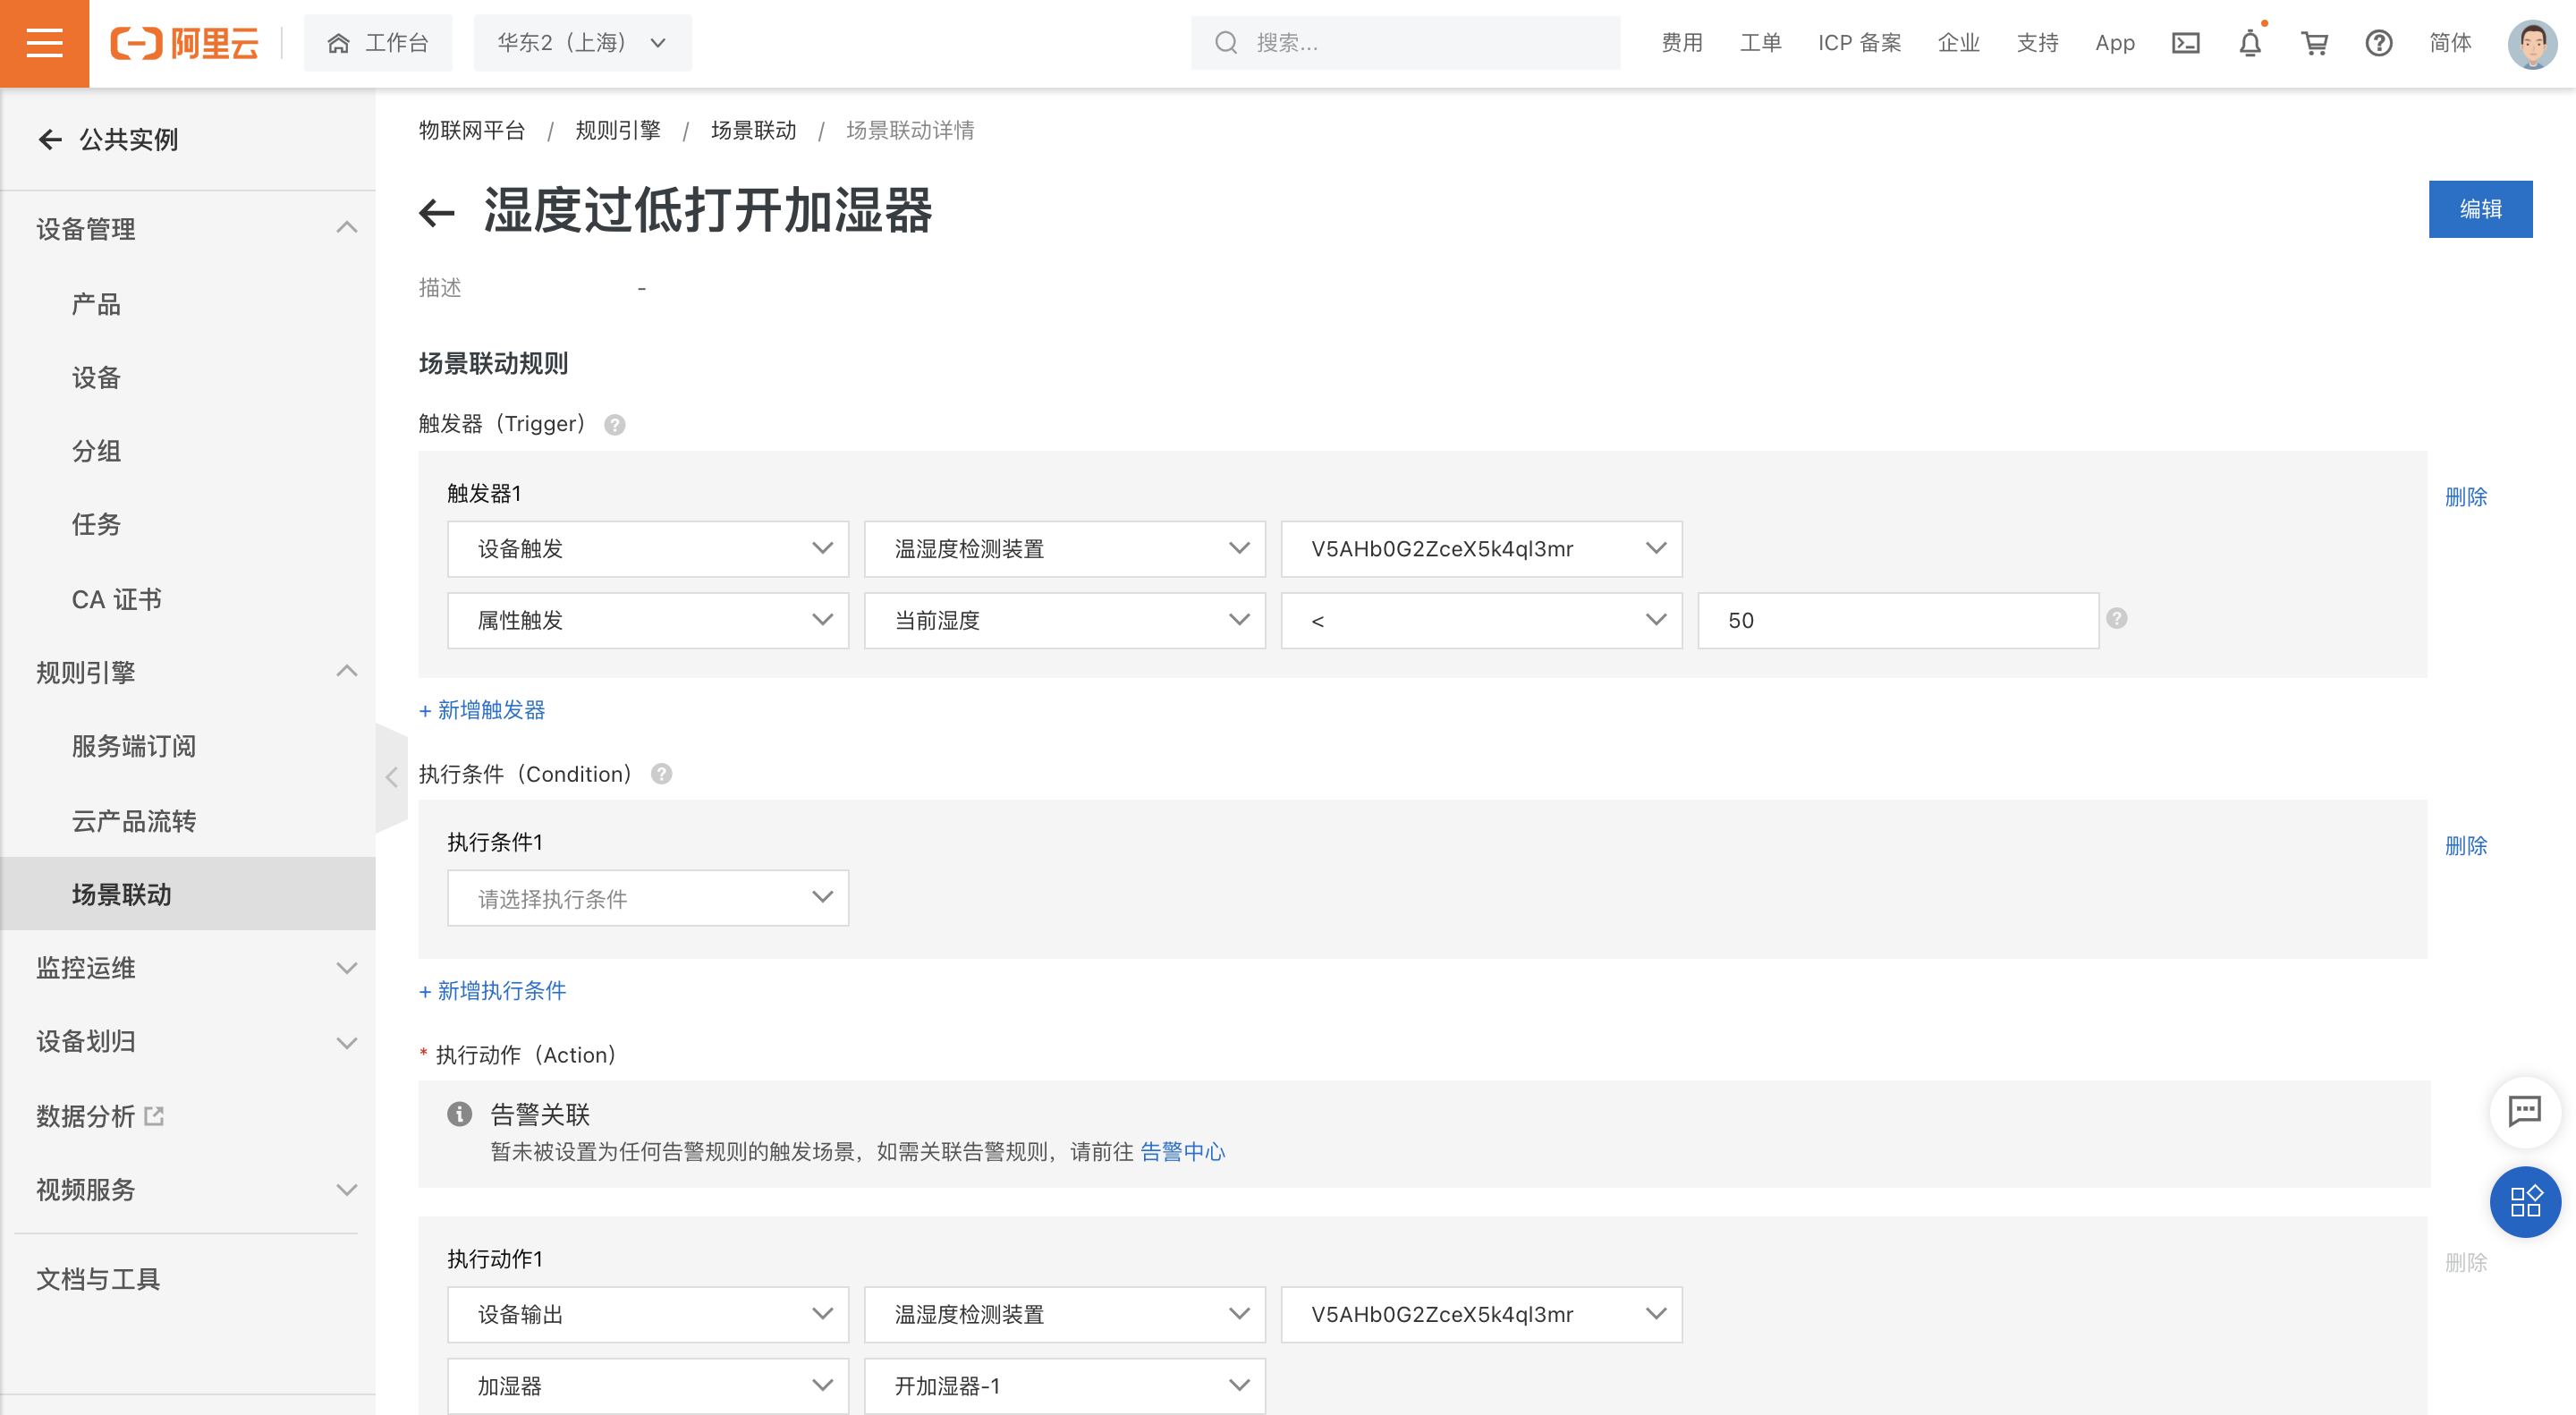 阿里云 工作台 华东2（上海） 搜索... 费用 工单 ICP 备案 企业 支持 App 简体
公共实例
设备管理
产品
设备
分组
任务
CA 证书
规则引擎
服务端订阅
云产品流转
场景联动
监控运维
设备划归
数据分析
视频服务
文档与工具
物联网平台 / 规则引擎 / 场景联动 / 场景联动详情
湿度过低打开加湿器 编辑
描述 -
场景联动规则
触发器（Trigger） ?
触发器1 删除
设备触发 温湿度检测装置 V5AHb0G2ZceX5k4ql3mr
属性触发 当前湿度 < 50 ?
+ 新增触发器
执行条件（Condition） ?
执行条件1 删除
请选择执行条件
+ 新增执行条件
* 执行动作（Action）
告警关联
暂未被设置为任何告警规则的触发场景，如需关联告警规则，请前往 告警中心
执行动作1 删除
设备输出 温湿度检测装置 V5AHb0G2ZceX5k4ql3mr
加湿器 开加湿器-1